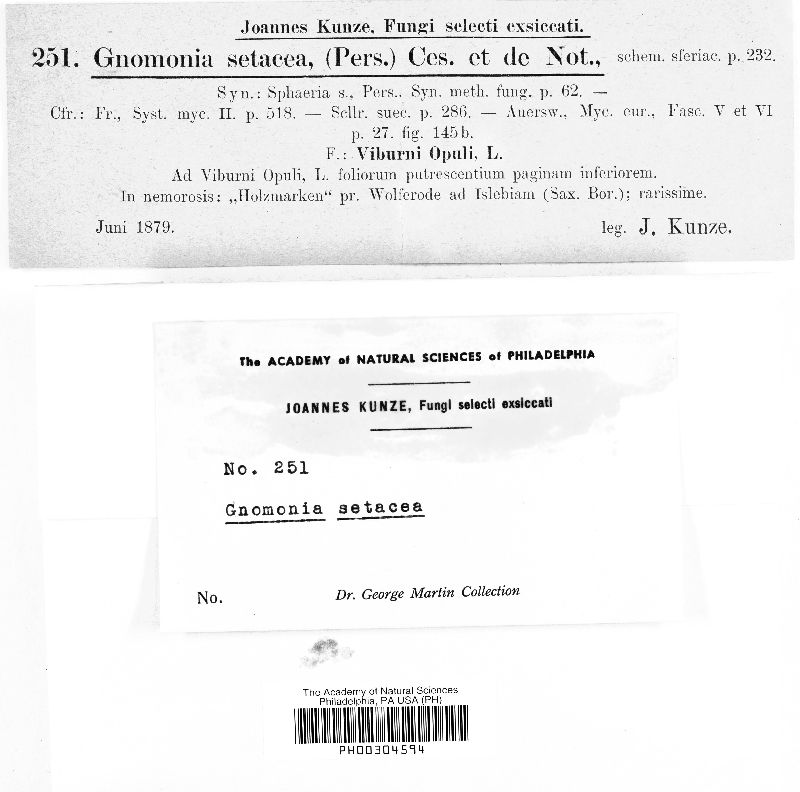 Joannes Kunze, Fungi selecti exsiccati.
251. Gnomonia setacea, (Pers.) Ces. et de Not., schem. sferiac. p. 232.
Syn.: Sphaeria s., Pers., Syn. meth. fung. p. 62. —
Cfr.: Fr., Syst. myc. II. p. 518. — Scllr. suec. p. 286. — Auersw., Myc. eur., Fasc. V et VI
p. 27. fig. 145b.
F.: Viburni Opuli, L.
Ad Viburni Opuli, L. foliorum putrescentium paginam inferiorem.
In nemorosis: „Holzmarken“ pr. Wolferode ad Islebiam (Sax. Bor.); rarissime.
Juni 1879. leg. J. Kunze.
The ACADEMY of NATURAL SCIENCES of PHILADELPHIA
JOANNES KUNZE, Fungi selecti exsiccati
No. 251
Gnomonia setacea
No. Dr. George Martin Collection
The Academy of Natural Sciences
Philadelphia, PA USA (PH)
PH00304594